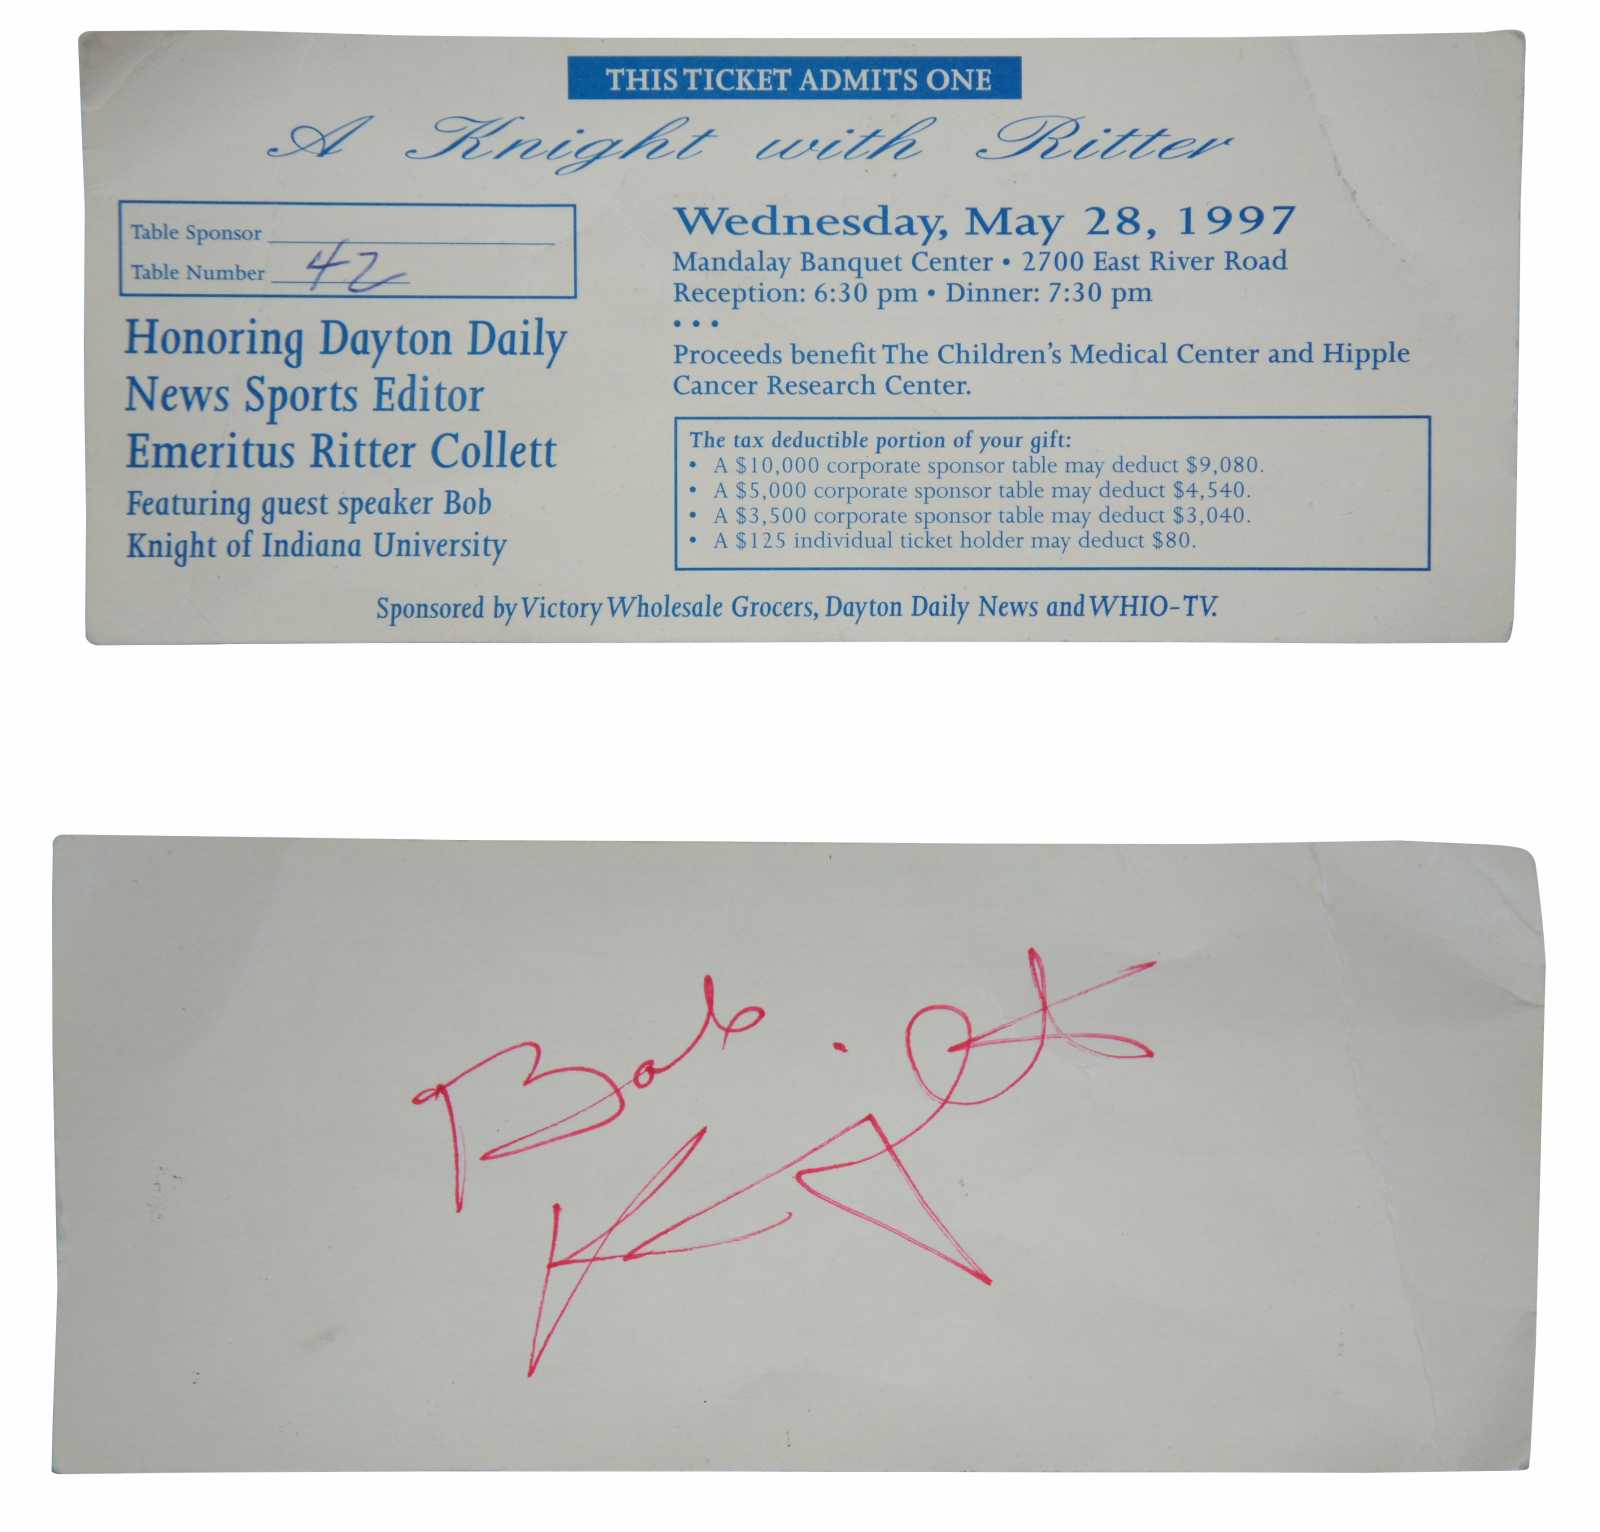 THIS TICKET ADMITS ONE
A Knight with Ritter
Table Sponsor
Table Number 42
Honoring Dayton Daily
News Sports Editor
Emeritus Ritter Collett
Featuring guest speaker Bob
Knight of Indiana University
Wednesday, May 28, 1997
Mandalay Banquet Center • 2700 East River Road
Reception: 6:30 pm • Dinner: 7:30 pm
• • •
Proceeds benefit The Children's Medical Center and Hipple
Cancer Research Center.
The tax deductible portion of your gift:
• A $10,000 corporate sponsor table may deduct $9,080.
• A $5,000 corporate sponsor table may deduct $4,540.
• A $3,500 corporate sponsor table may deduct $3,040.
• A $125 individual ticket holder may deduct $80.
Sponsored by Victory Wholesale Grocers, Dayton Daily News and WHIO-TV.
Bob
Knight